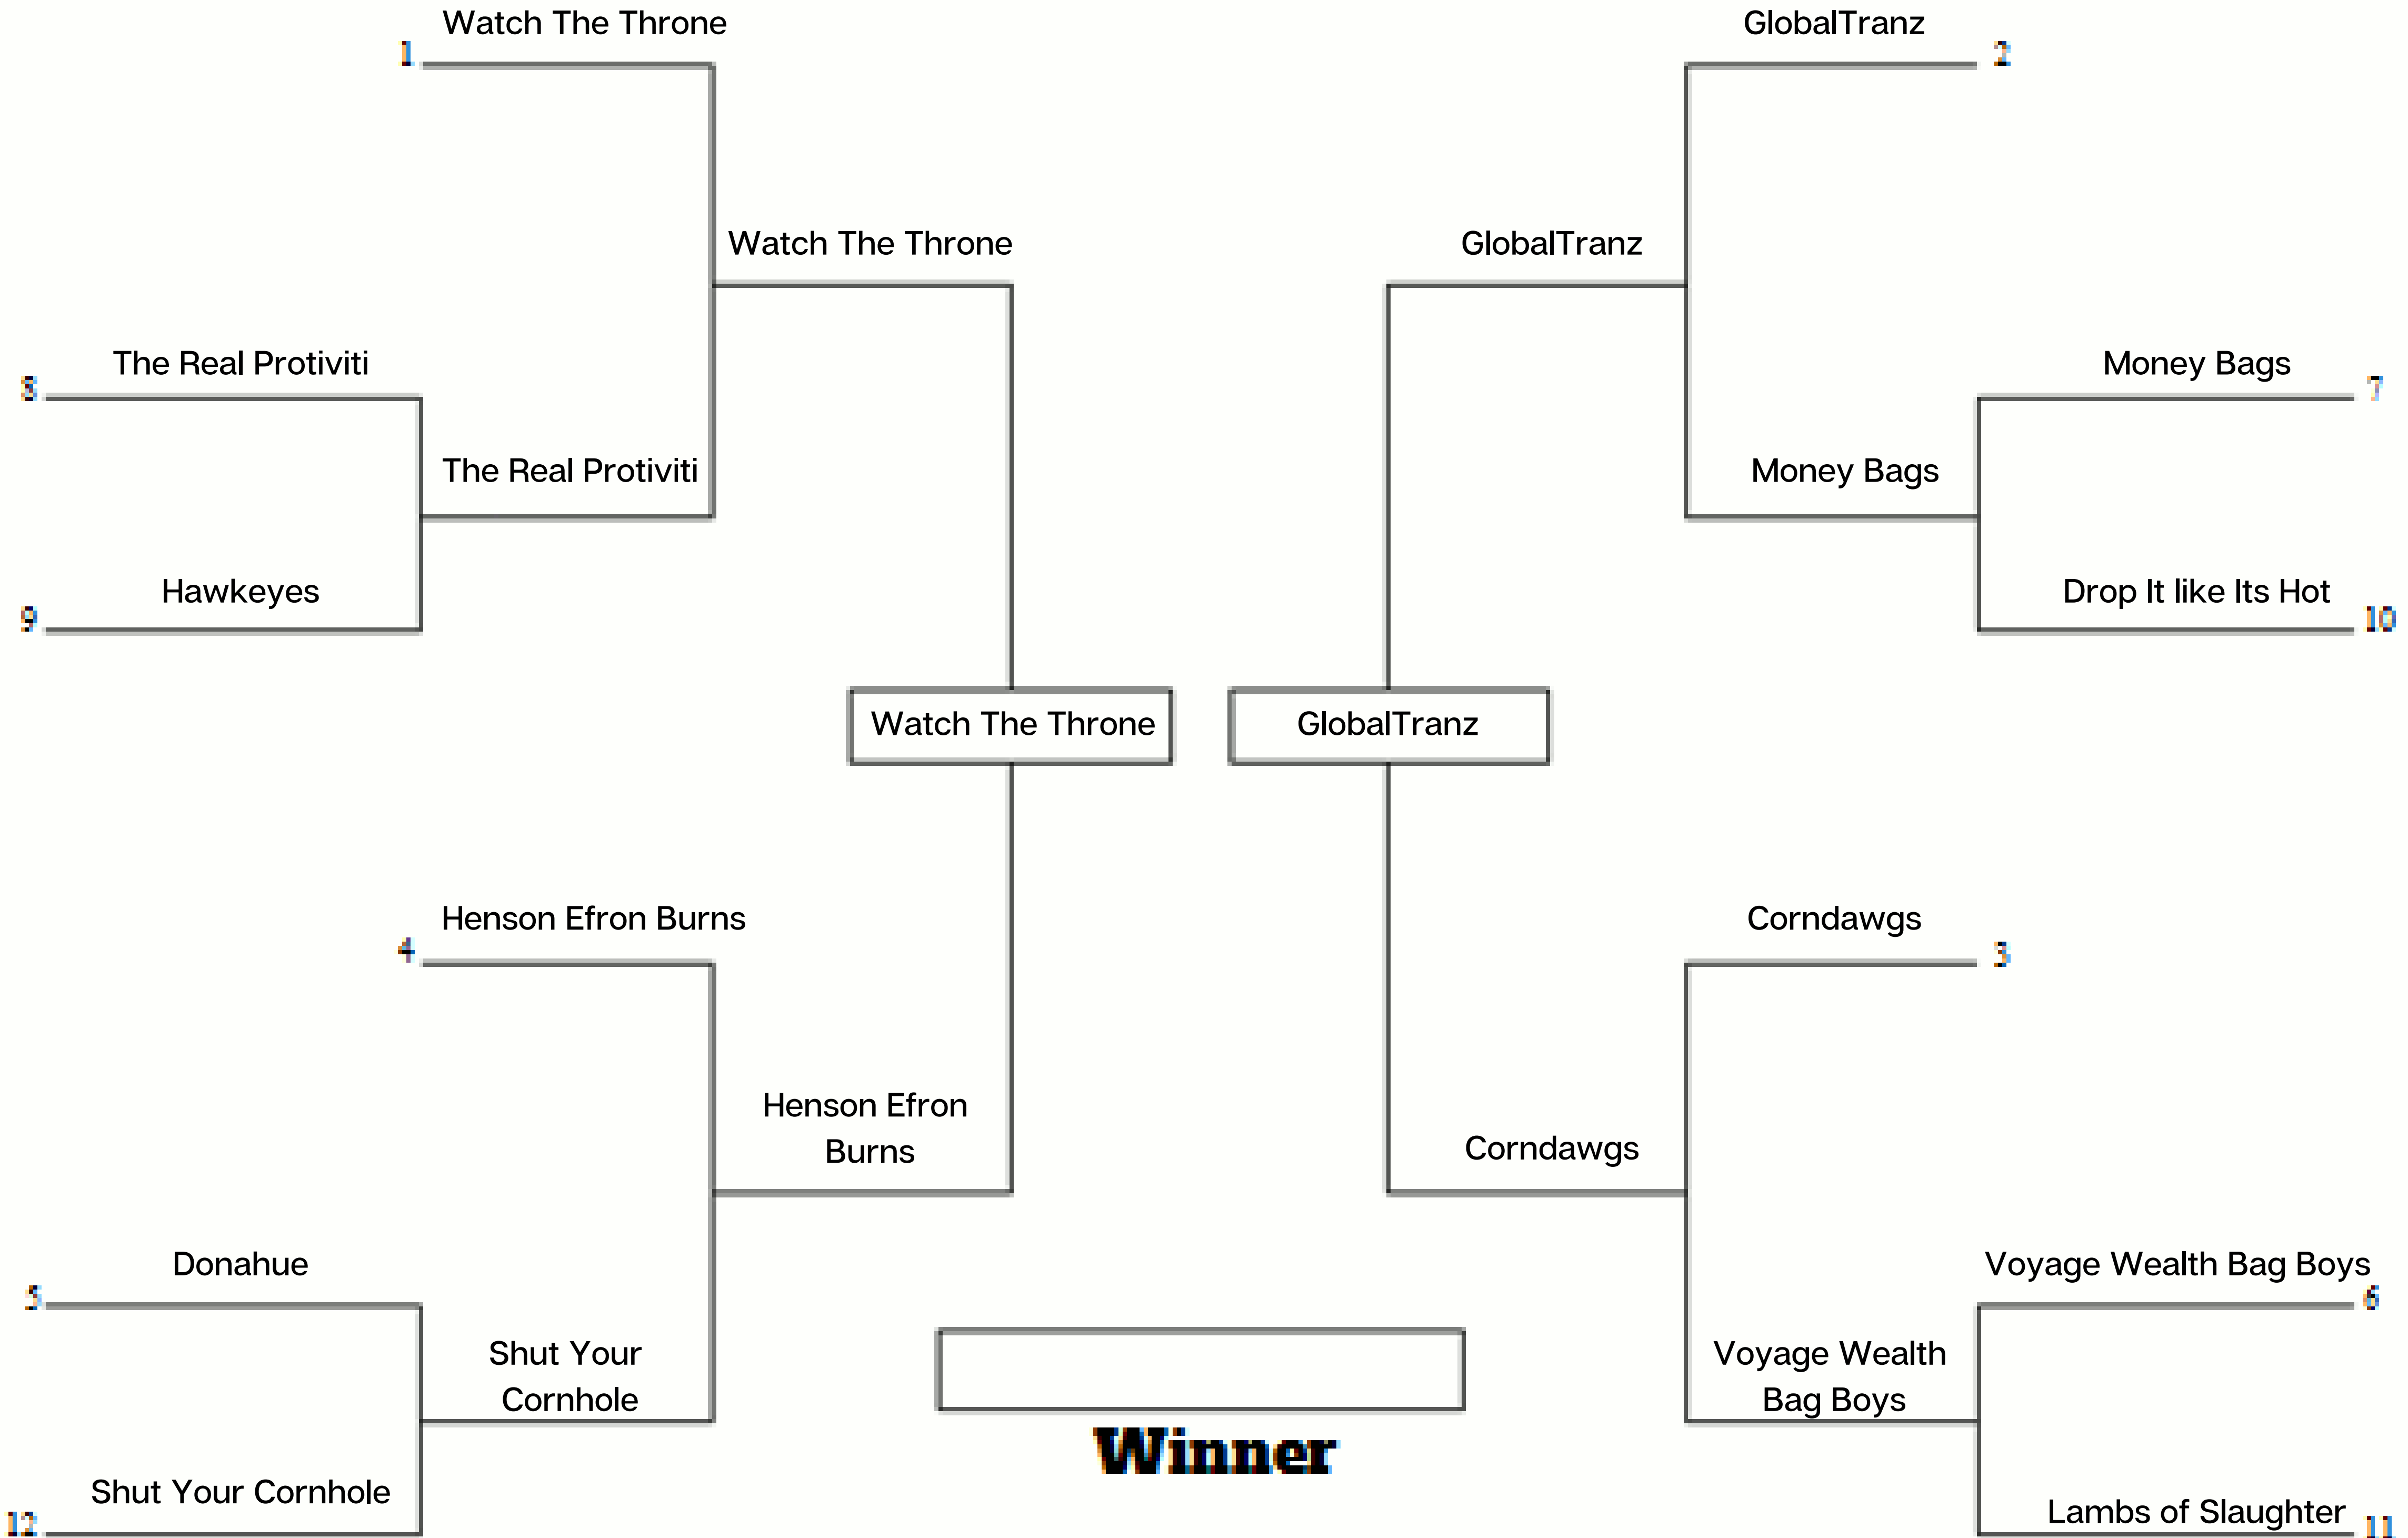 Watch The Throne
1
GlobalTranz
2
Watch The Throne
GlobalTranz
The Real Protiviti
8
Money Bags
7
The Real Protiviti
Money Bags
Hawkeyes
9
Drop It like Its Hot
10
Watch The Throne
GlobalTranz
Henson Efron Burns
4
Corndawgs
3
Henson Efron
Burns
Corndawgs
Donahue
5
Voyage Wealth Bag Boys
6
Shut Your
Cornhole
Voyage Wealth
Bag Boys
Winner
Shut Your Cornhole
12
Lambs of Slaughter
11